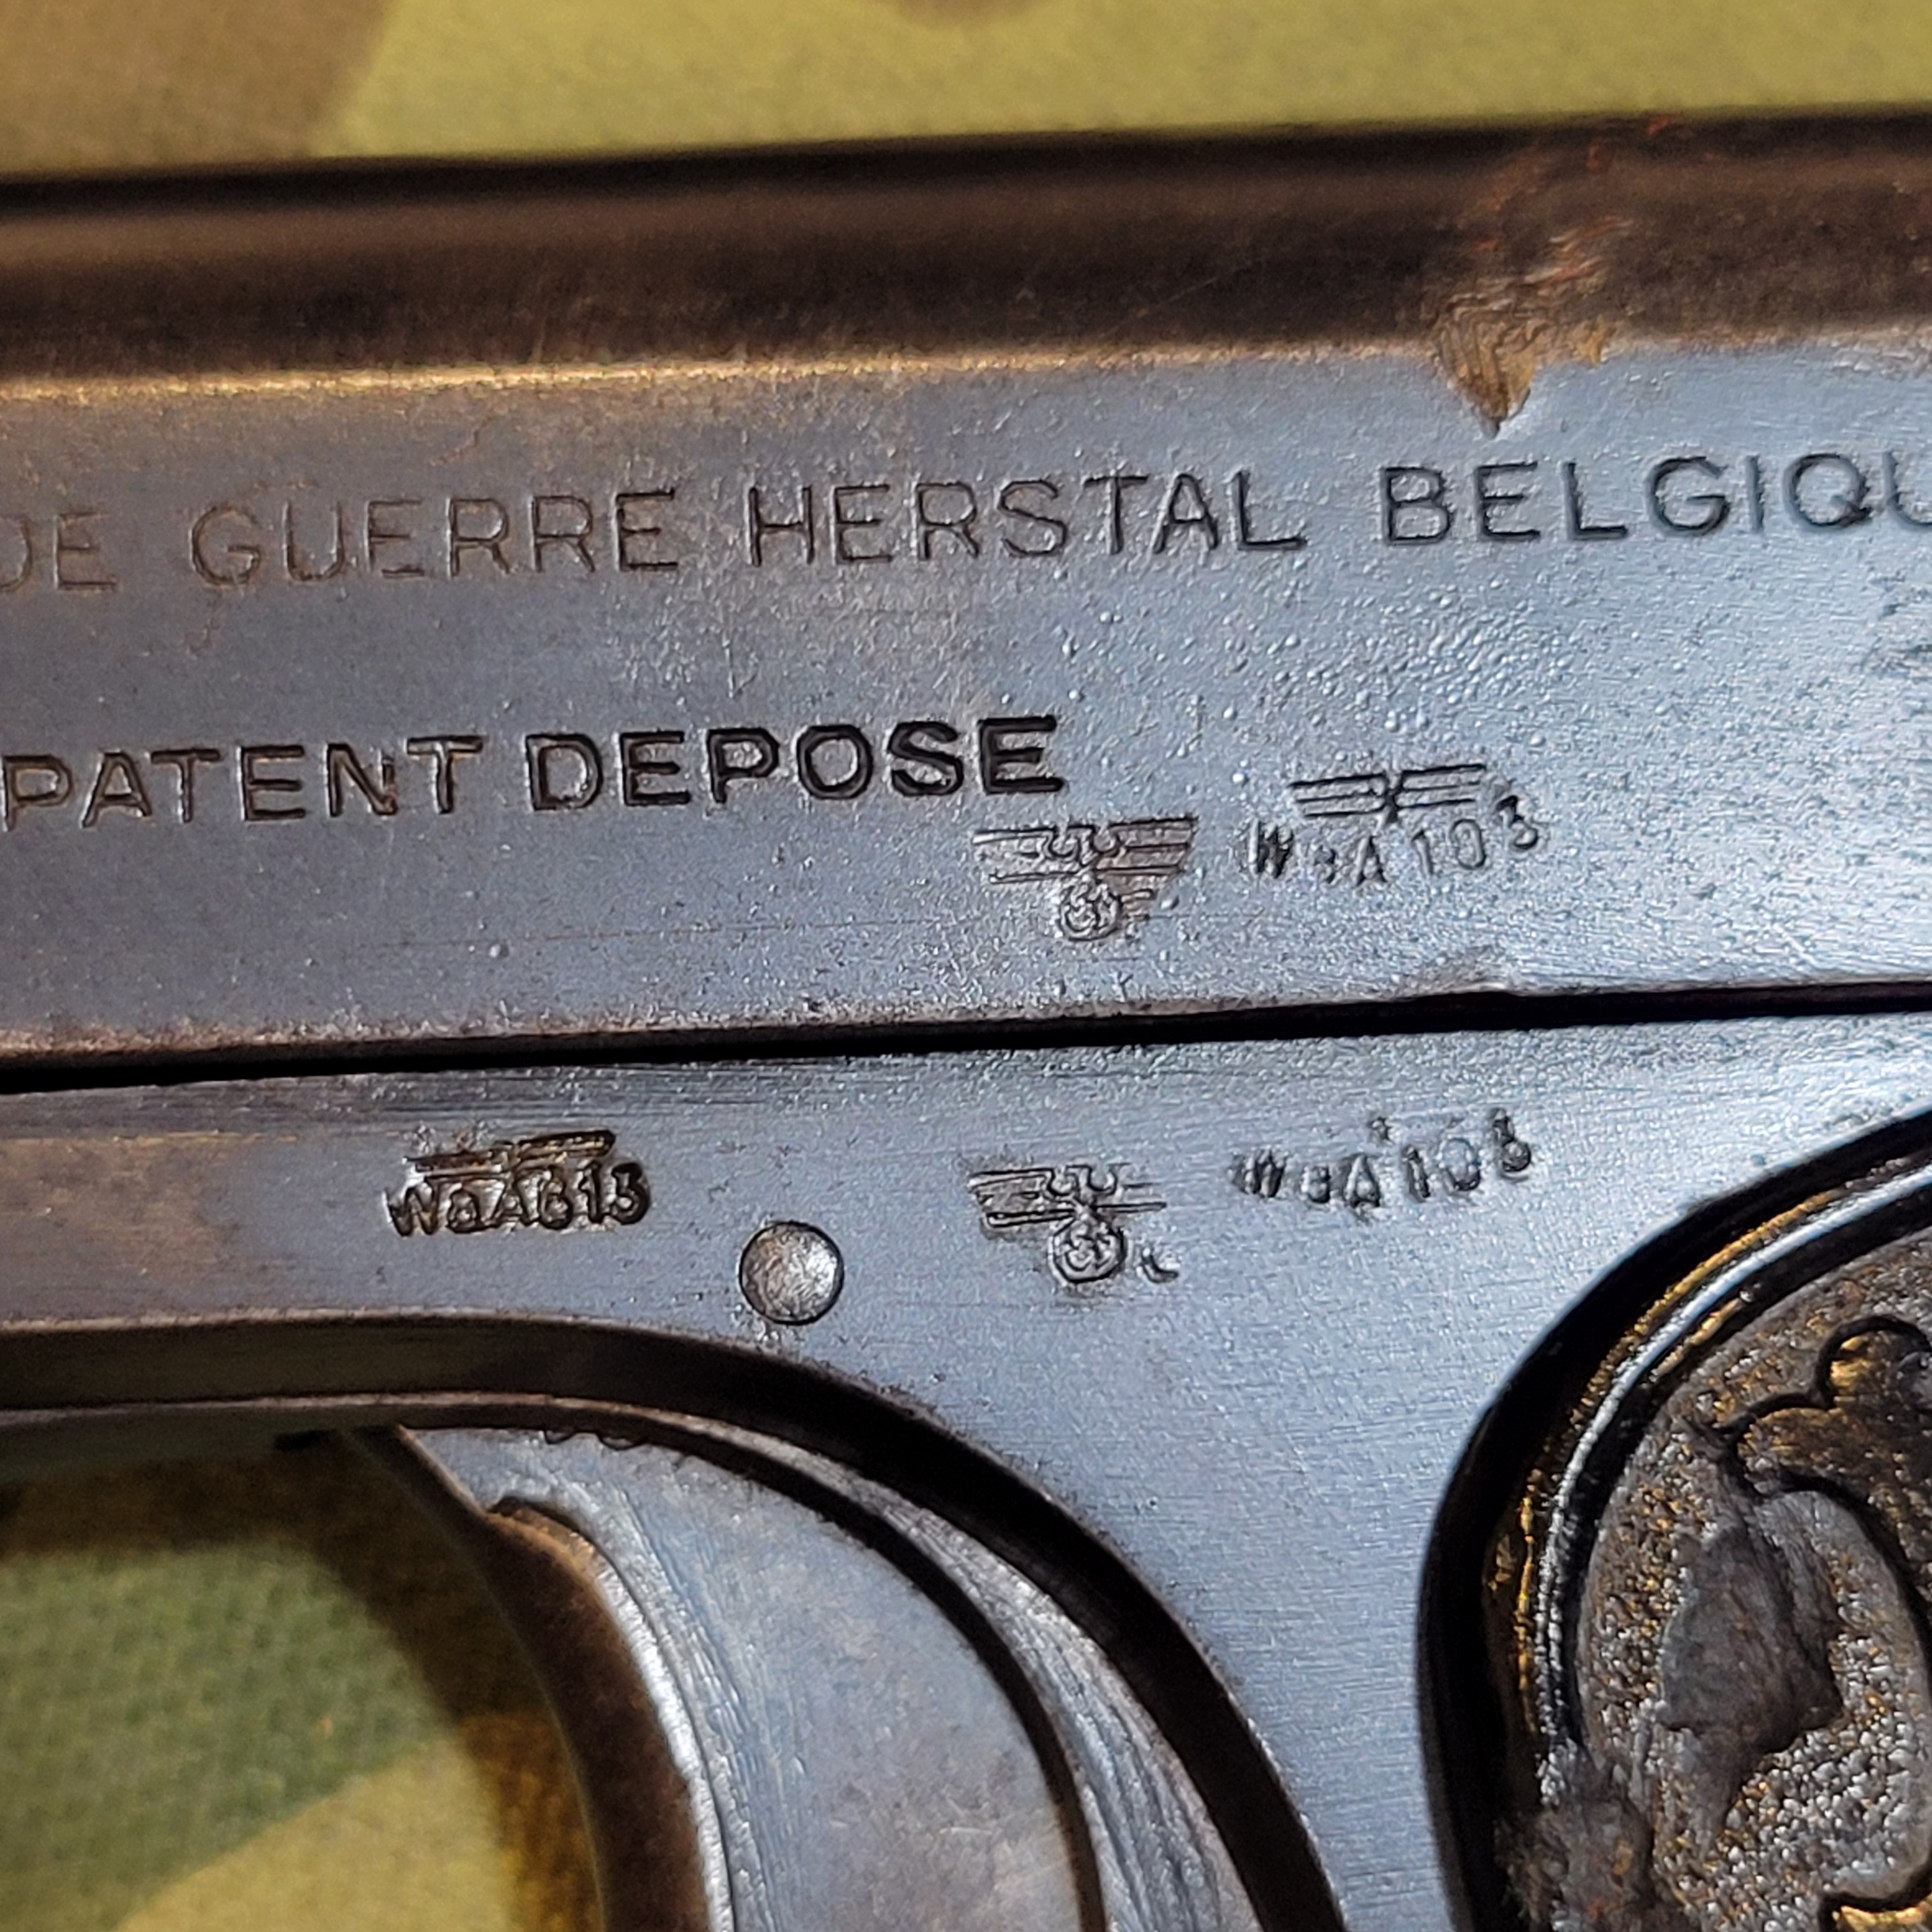 DE GUERRE HERSTAL BELGIQU
PATENT DEPOSE
WaA103
WaA613 WaA103